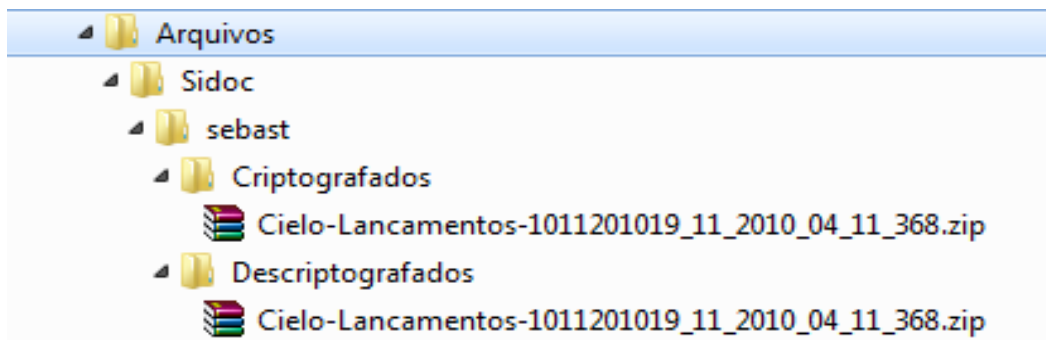 Arquivos
Sidoc
sebast
Criptografados
Cielo-Lancamentos-1011201019_11_2010_04_11_368.zip
Descriptografados
Cielo-Lancamentos-1011201019_11_2010_04_11_368.zip